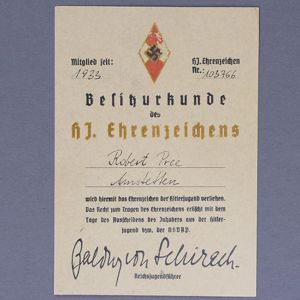 Mitglied seit:
1933
HJ. Ehrenzeichen
Nr.: 103766
Besitzurkunde
des
HJ. Ehrenzeichens
Robert Pree
Amstetten
wird hiermit das Ehrenzeichen der Hitlerjugend verliehen.
Das Recht zum Tragen des Ehrenzeichens erlischt mit dem
Tage des Ausscheidens des Inhabers aus der Hitler-
jugend bzw. der NSDAP.
Baldur von Schirach
Reichsjugendführer